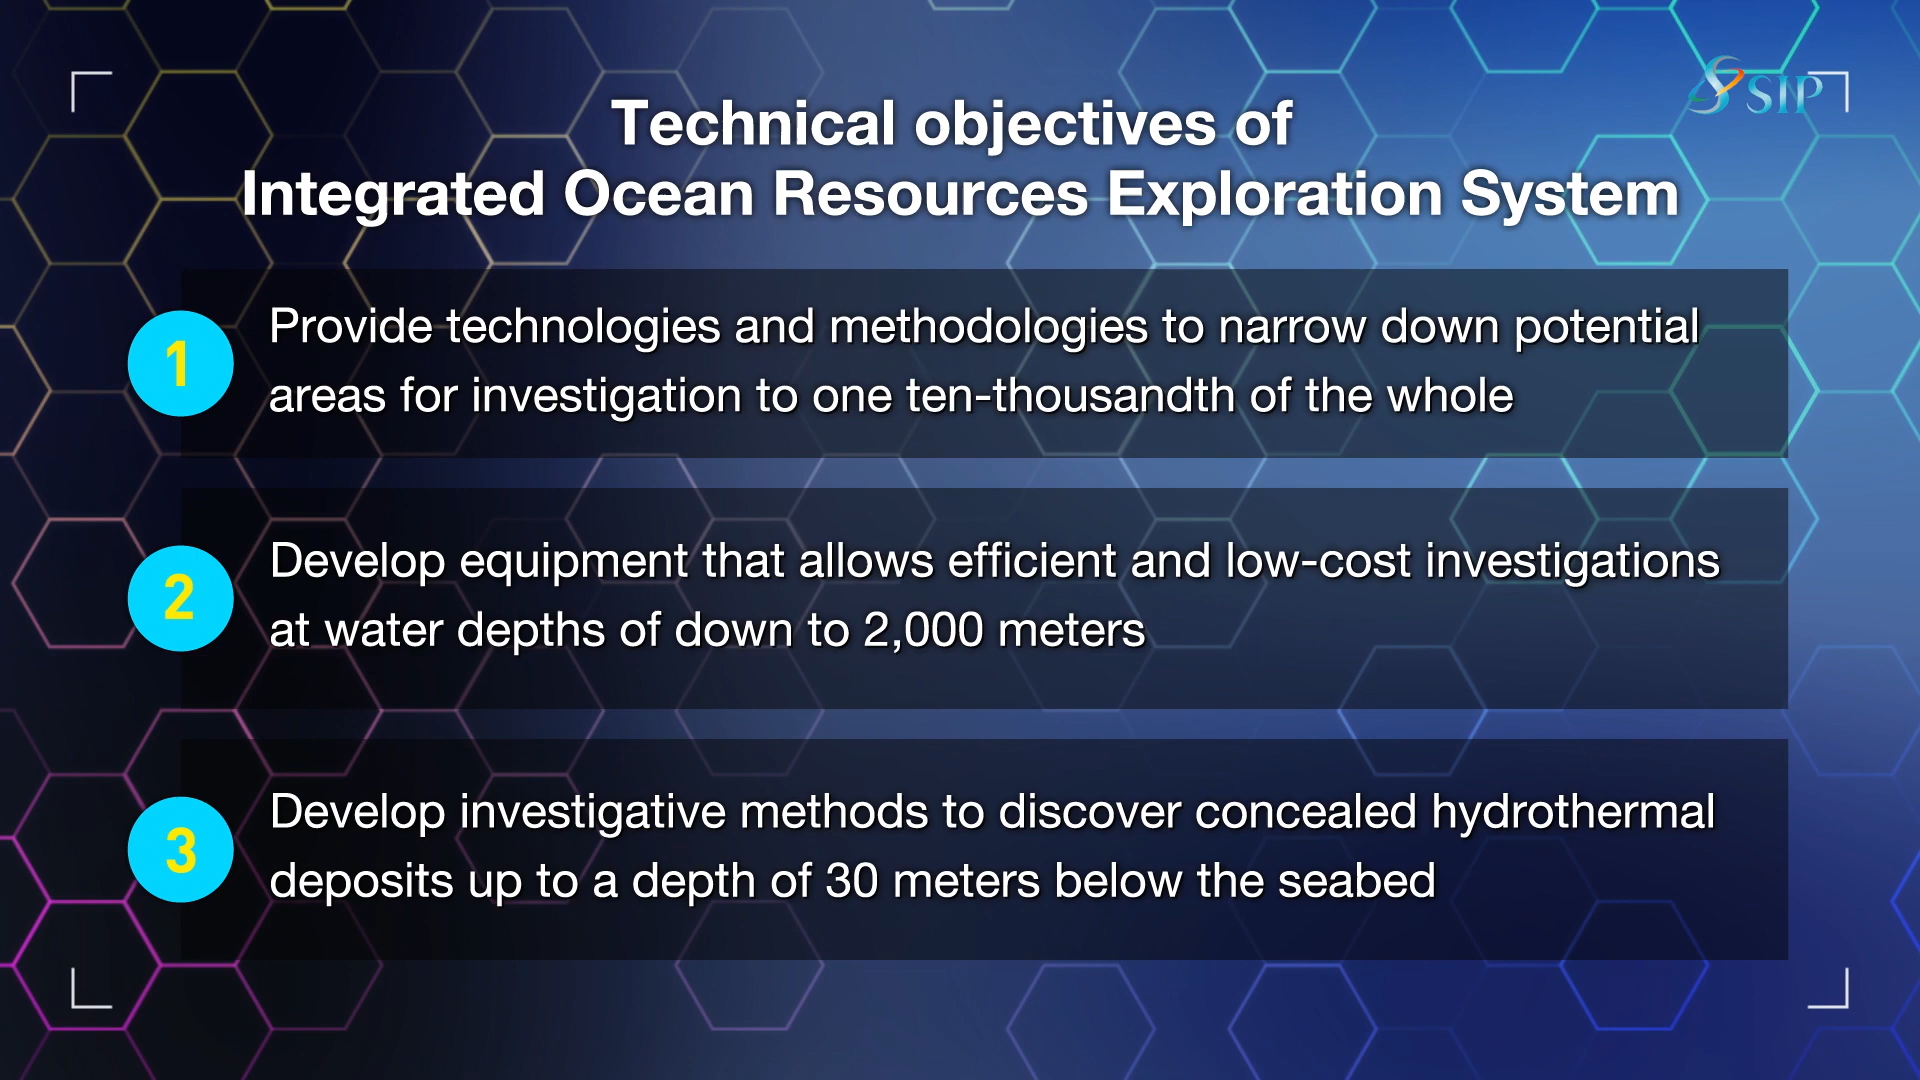 SIP
Technical objectives of
Integrated Ocean Resources Exploration System
1
Provide technologies and methodologies to narrow down potential
areas for investigation to one ten-thousandth of the whole
2
Develop equipment that allows efficient and low-cost investigations
at water depths of down to 2,000 meters
3
Develop investigative methods to discover concealed hydrothermal
deposits up to a depth of 30 meters below the seabed